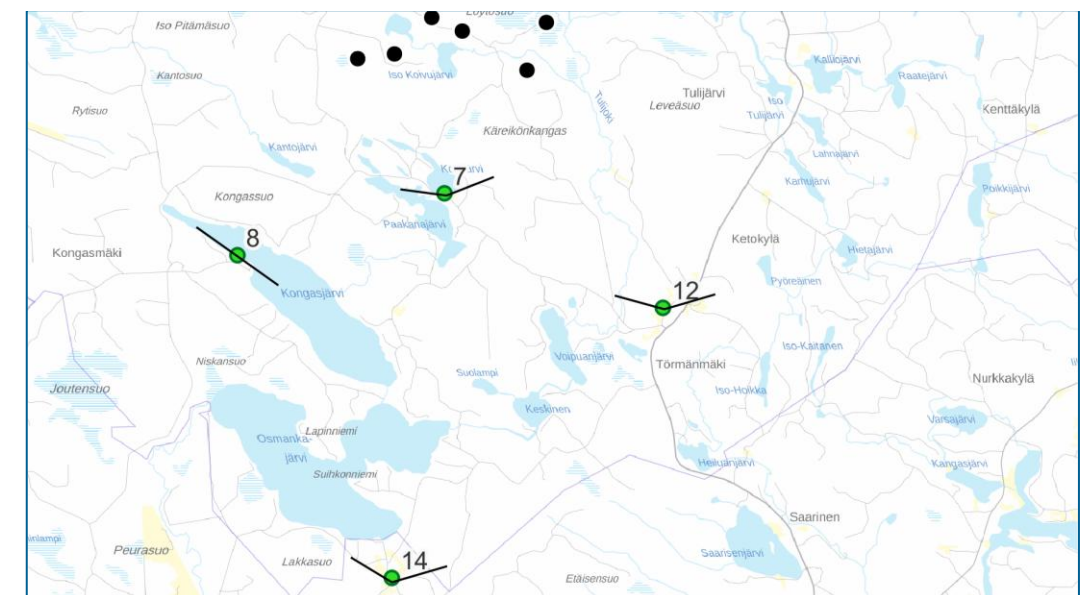 Iso Pitämäsuo
Löytösuo
Kantosuo
Iso Koivujärvi
Kalliojärvi
Raatejärvi
Rytisuo
Tulijoki
Tulijärvi
Leveäsuo
Iso
Tulijärvi
Kenttäkylä
Käreikönkangas
Kantojärvi
Lahnajärvi
7
Karhujärvi
Poikkijärvi
Kongassuo
Paakanajärvi
8
Kongasmäki
Ketokylä
Hietajärvi
Pyöreäinen
Kongasjärvi
12
Iso-Kaitanen
Niskansuo
Voipuanjärvi
Törmänmäki
Suolampi
Nurkkakylä
Joutensuo
Iso-Hoikka
Keskinen
Varsajärvi
Lapinniemi
Osmanka-
järvi
Heiluanjärvi
Kangasjärvi
Suihkonniemi
Saarinen
Peurasuo
Lakkasuo
14
Saarisenjärvi
Etäisensuo